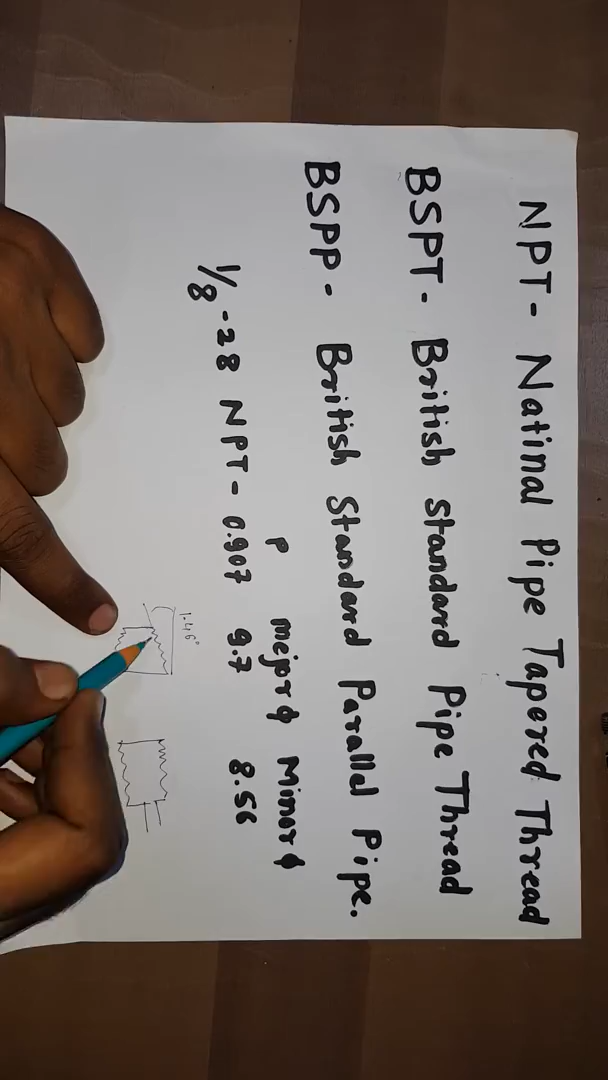 NPT- Natinal Pipe Tapered Thread
BSPT- British Standard Pipe Thread
BSPP- British Standard Parallel Pipe.
P mejor ϕ Minor ϕ
1/8 -28 NPT- 0.907 9.7 8.56
1.46°